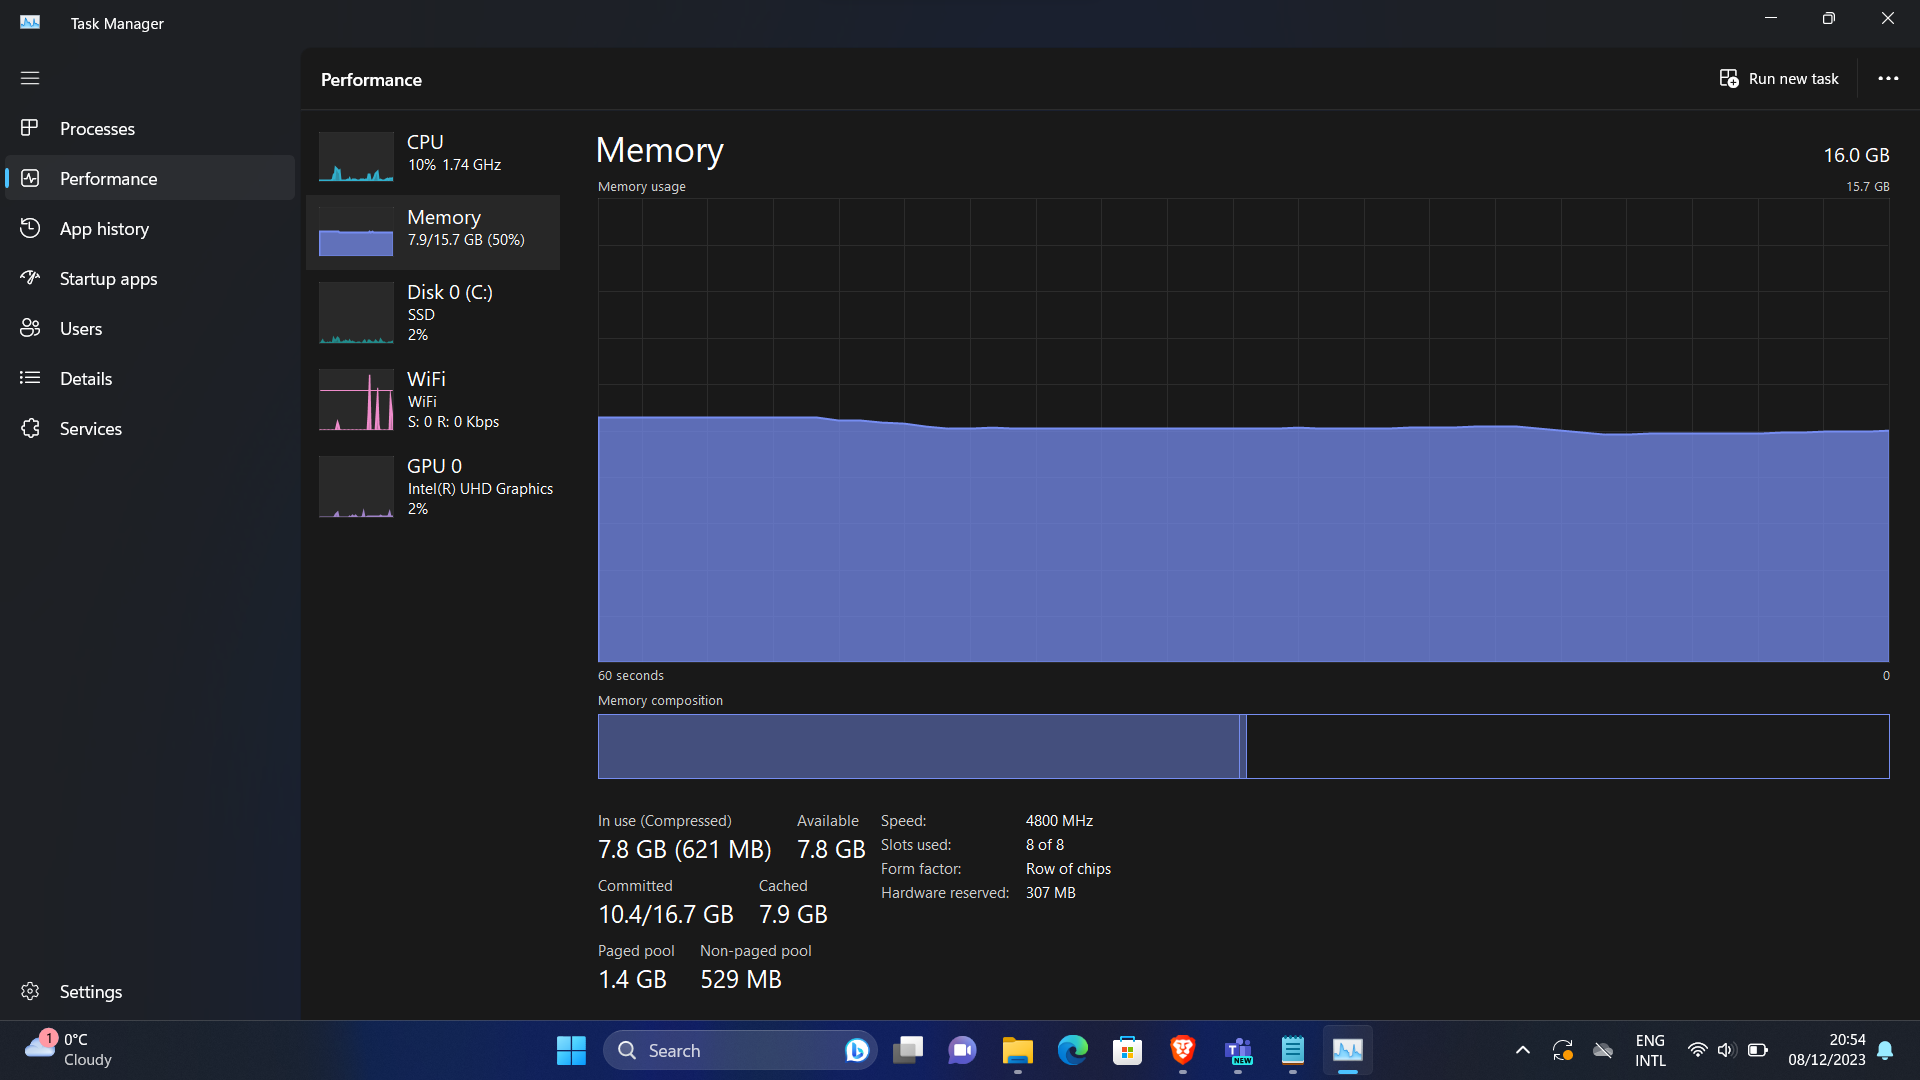 Task Manager
Performance
Run new task
Processes
Performance
App history
Startup apps
Users
Details
Services
Settings
CPU
10% 1.74 GHz
Memory
7.9/15.7 GB (50%)
Disk 0 (C:)
SSD
2%
WiFi
WiFi
S: 0 R: 0 Kbps
GPU 0
Intel(R) UHD Graphics
2%
Memory
16.0 GB
Memory usage
15.7 GB
60 seconds
0
Memory composition
In use (Compressed)
7.8 GB (621 MB)
Available
7.8 GB
Committed
10.4/16.7 GB
Cached
7.9 GB
Paged pool
1.4 GB
Non-paged pool
529 MB
Speed: 4800 MHz
Slots used: 8 of 8
Form factor: Row of chips
Hardware reserved: 307 MB
1
0°C
Cloudy
Search
NEW
ENG
INTL
20:54
08/12/2023